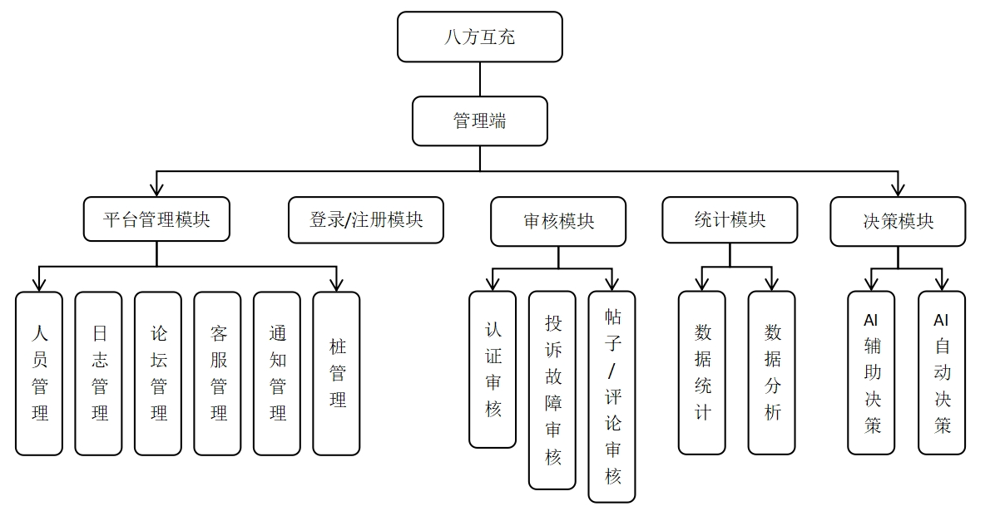 八方互充
管理端
平台管理模块
登录/注册模块
审核模块
统计模块
决策模块
人员管理
日志管理
论坛管理
客服管理
通知管理
桩管理
认证审核
投诉故障审核
帖子/评论审核
数据统计
数据分析
AI辅助决策
AI自动决策